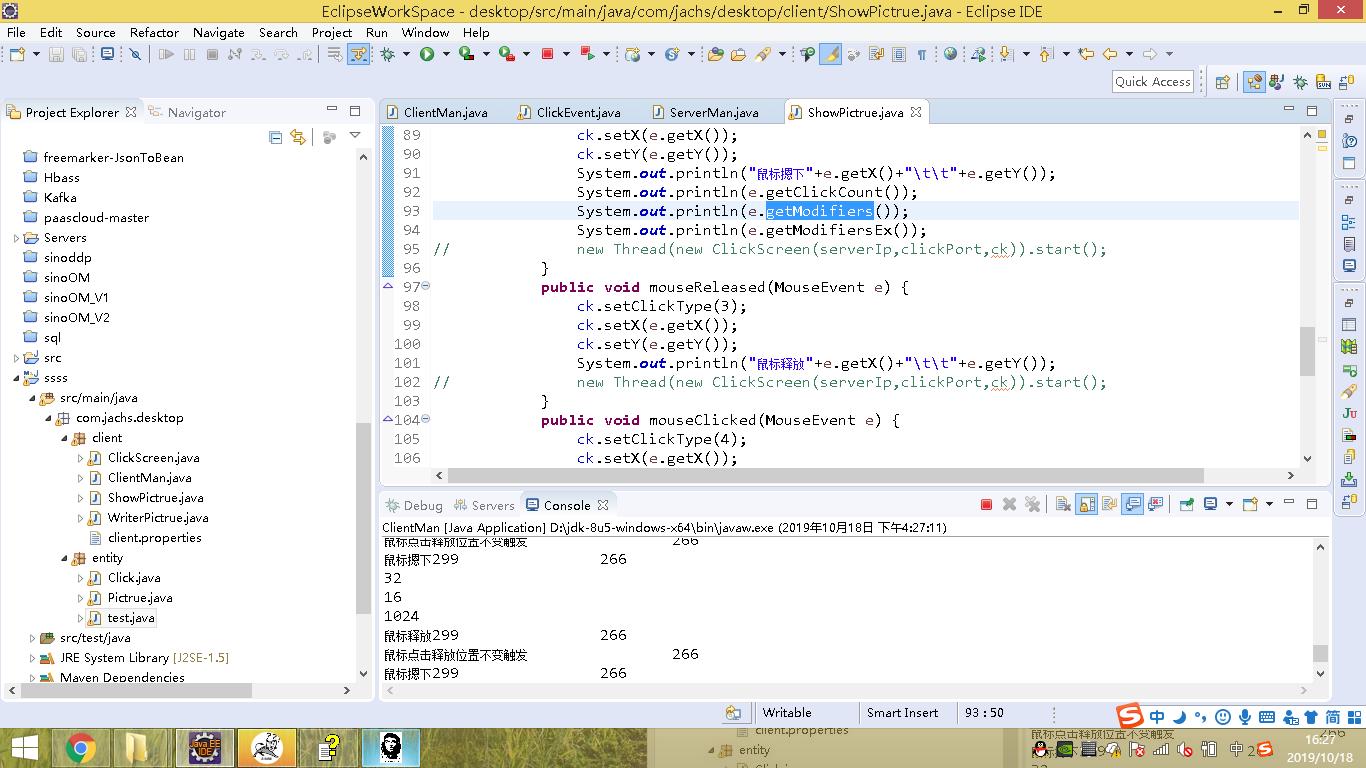 EclipseWorkSpace - desktop/src/main/java/com/jachs/desktop/client/ShowPictrue.java - Eclipse IDE
File Edit Source Refactor Navigate Search Project Run Window Help
Quick Access
Project Explorer Navigator
freemarker-JsonToBean
Hbass
Kafka
paascloud-master
Servers
sinoddp
sinoOM
sinoOM_V1
sinoOM_V2
sql
src
ssss
src/main/java
com.jachs.desktop
client
ClickScreen.java
ClientMan.java
ShowPictrue.java
WriterPictrue.java
client.properties
entity
Click.java
Pictrue.java
test.java
src/test/java
JRE System Library [J2SE-1.5]
Maven Dependencies
ClientMan.java ClickEvent.java ServerMan.java ShowPictrue.java
89 ck.setX(e.getX());
90 ck.setY(e.getY());
91 System.out.println("鼠标摁下"+e.getX()+"\t\t"+e.getY());
92 System.out.println(e.getClickCount());
93 System.out.println(e.getModifiers());
94 System.out.println(e.getModifiersEx());
95 // new Thread(new ClickScreen(serverIp,clickPort,ck)).start();
96 }
97 public void mouseReleased(MouseEvent e) {
98 ck.setClickType(3);
99 ck.setX(e.getX());
100 ck.setY(e.getY());
101 System.out.println("鼠标释放"+e.getX()+"\t\t"+e.getY());
102 // new Thread(new ClickScreen(serverIp,clickPort,ck)).start();
103 }
104 public void mouseClicked(MouseEvent e) {
105 ck.setClickType(4);
106 ck.setX(e.getX());
Debug Servers Console
ClientMan [Java Application] D:\jdk-8u5-windows-x64\bin\javaw.exe (2019年10月18日 下午4:27:11)
鼠标点击释放位置不变触发 266
鼠标摁下299 266
32
16
1024
鼠标释放299 266
鼠标点击释放位置不变触发 266
鼠标摁下299 266
Writable Smart Insert 93 : 50
中 简
client.properties
entity
鼠标点击释放位置不变触发 266
中
16:27
2019/10/18